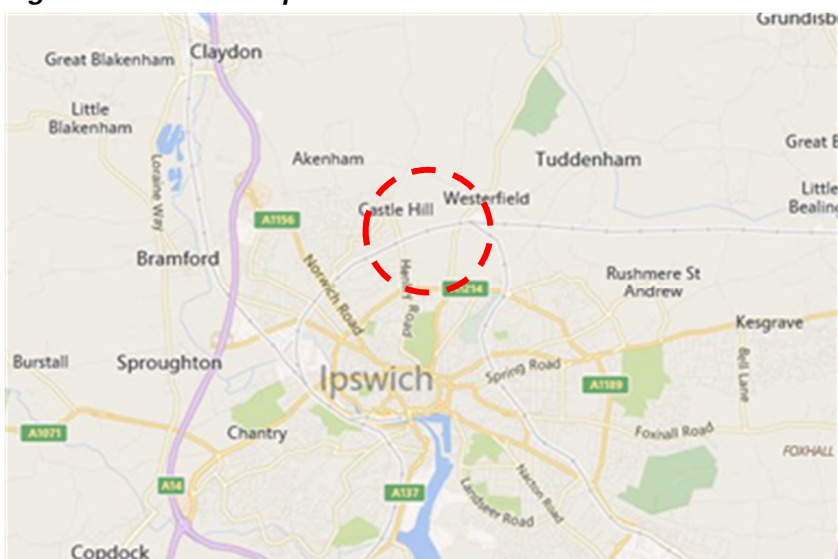 Grundisb
Great Blakenham
Claydon
Little
Blakenham
Great B
Akenham
Tuddenham
Loraine Way
Little
Bealing
Castle Hill
Westerfield
A1156
Bramford
Norwich Road
Henley Road
Rushmere St
Andrew
A1214
Kesgrave
Burstall
Sproughton
Spring Road
Bell Lane
Ipswich
A1189
A1071
Chantry
Foxhall Road
FOXHALL
A14
A137
Landseer Road
Nacton Road
Copdock